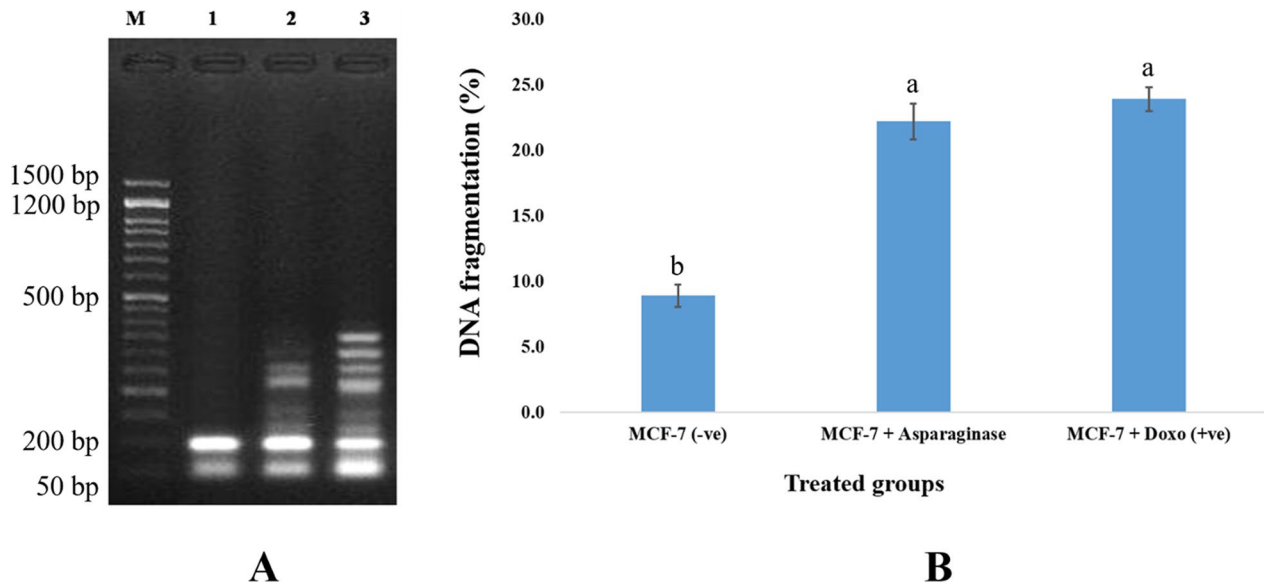 M 1 2 3
1500 bp
1200 bp
500 bp
200 bp
50 bp
A
DNA fragmentation (%)
30.0
25.0
20.0
15.0
10.0
5.0
0.0
b
a
a
MCF-7 (-ve) MCF-7 + Asparaginase MCF-7 + Doxo (+ve)
Treated groups
B